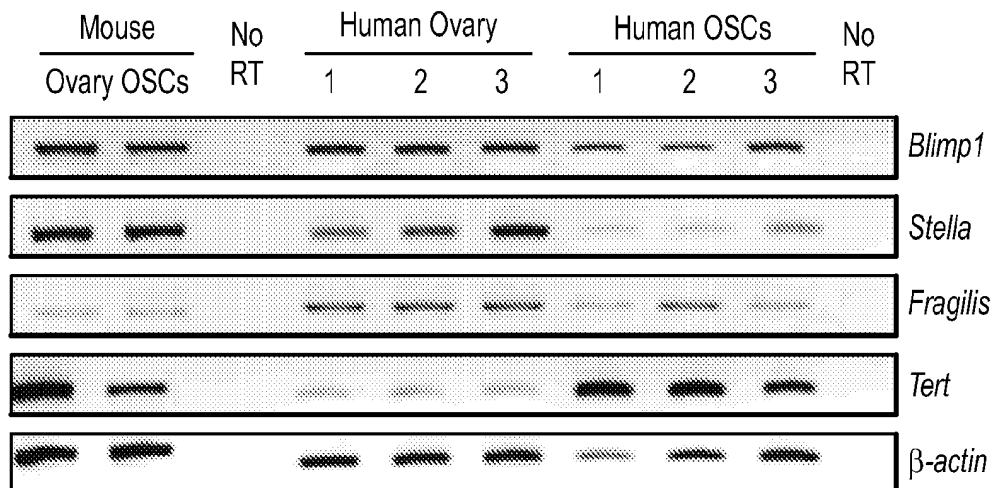 Mouse No Human Ovary Human OSCs No
Ovary OSCs RT 1 2 3 1 2 3 RT
Blimp1
Stella
Fragilis
Tert
β-actin